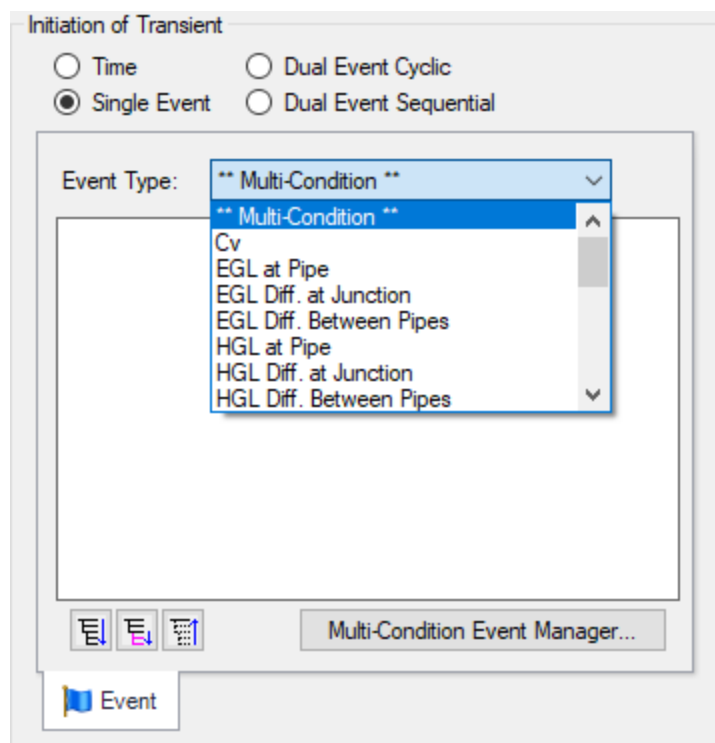 Initiation of Transient
Time
Dual Event Cyclic
Single Event
Dual Event Sequential
Event Type:
** Multi-Condition **
** Multi-Condition **
Cv
EGL at Pipe
EGL Diff. at Junction
EGL Diff. Between Pipes
HGL at Pipe
HGL Diff. at Junction
HGL Diff. Between Pipes
Multi-Condition Event Manager...
Event